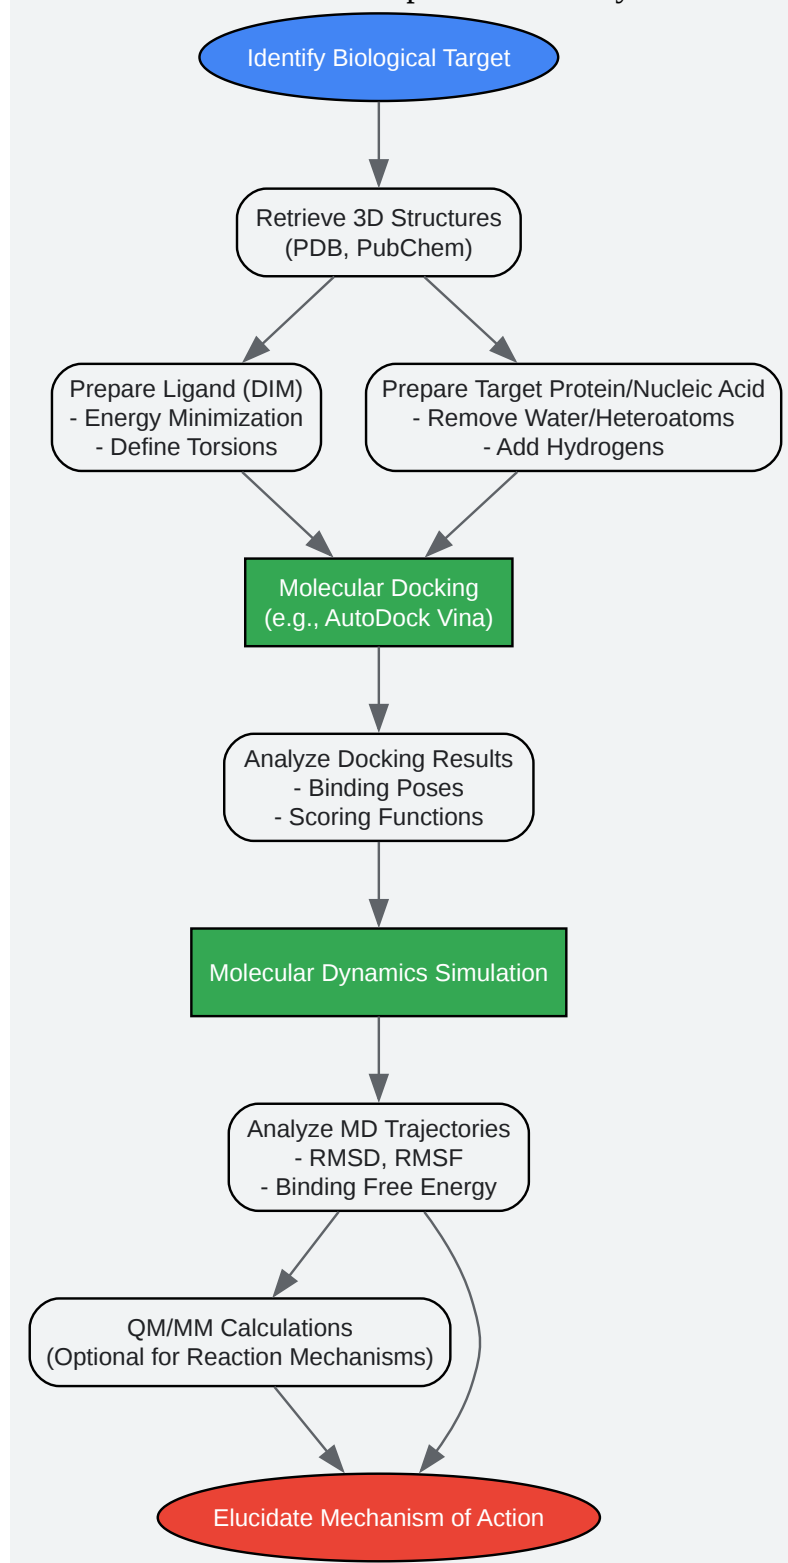 Identify Biological Target
Retrieve 3D Structures
(PDB, PubChem)
Prepare Ligand (DIM)
- Energy Minimization
- Define Torsions
Prepare Target Protein/Nucleic Acid
- Remove Water/Heteroatoms
- Add Hydrogens
Molecular Docking
(e.g., AutoDock Vina)
Analyze Docking Results
- Binding Poses
- Scoring Functions
Molecular Dynamics Simulation
Analyze MD Trajectories
- RMSD, RMSF
- Binding Free Energy
QM/MM Calculations
(Optional for Reaction Mechanisms)
Elucidate Mechanism of Action